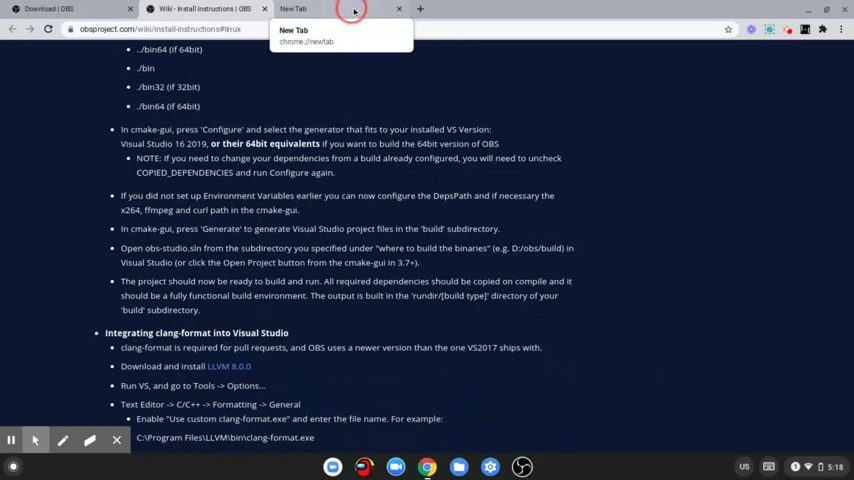 Download | OBS
Wiki - Install Instructions | OBS
New Tab
obsproject.com/wiki/install-instructions#linux
New Tab
chrome://newtab
../bin64 (if 64bit)
./bin
./bin32 (if 32bit)
./bin64 (if 64bit)
In cmake-gui, press 'Configure' and select the generator that fits to your installed VS Version:
Visual Studio 16 2019, or their 64bit equivalents if you want to build the 64bit version of OBS
NOTE: If you need to change your dependencies from a build already configured, you will need to uncheck
COPIED_DEPENDENCIES and run Configure again.
If you did not set up Environment Variables earlier you can now configure the DepsPath and if necessary the
x264, ffmpeg and curl path in the cmake-gui.
In cmake-gui, press 'Generate' to generate Visual Studio project files in the 'build' subdirectory.
Open obs-studio.sln from the subdirectory you specified under "where to build the binaries" (e.g. D:/obs/build) in
Visual Studio (or click the Open Project button from the cmake-gui in 3.7+).
The project should now be ready to build and run. All required dependencies should be copied on compile and it
should be a fully functional build environment. The output is built in the 'rundir/[build type]' directory of your
'build' subdirectory.
Integrating clang-format into Visual Studio
clang-format is required for pull requests, and OBS uses a newer version than the one VS2017 ships with.
Download and install LLVM 8.0.0
Run VS, and go to Tools -> Options...
Text Editor -> C/C++ -> Formatting -> General
Enable "Use custom clang-format.exe" and enter the file name. For example:
C:\Program Files\LLVM\bin\clang-format.exe
US
5:18